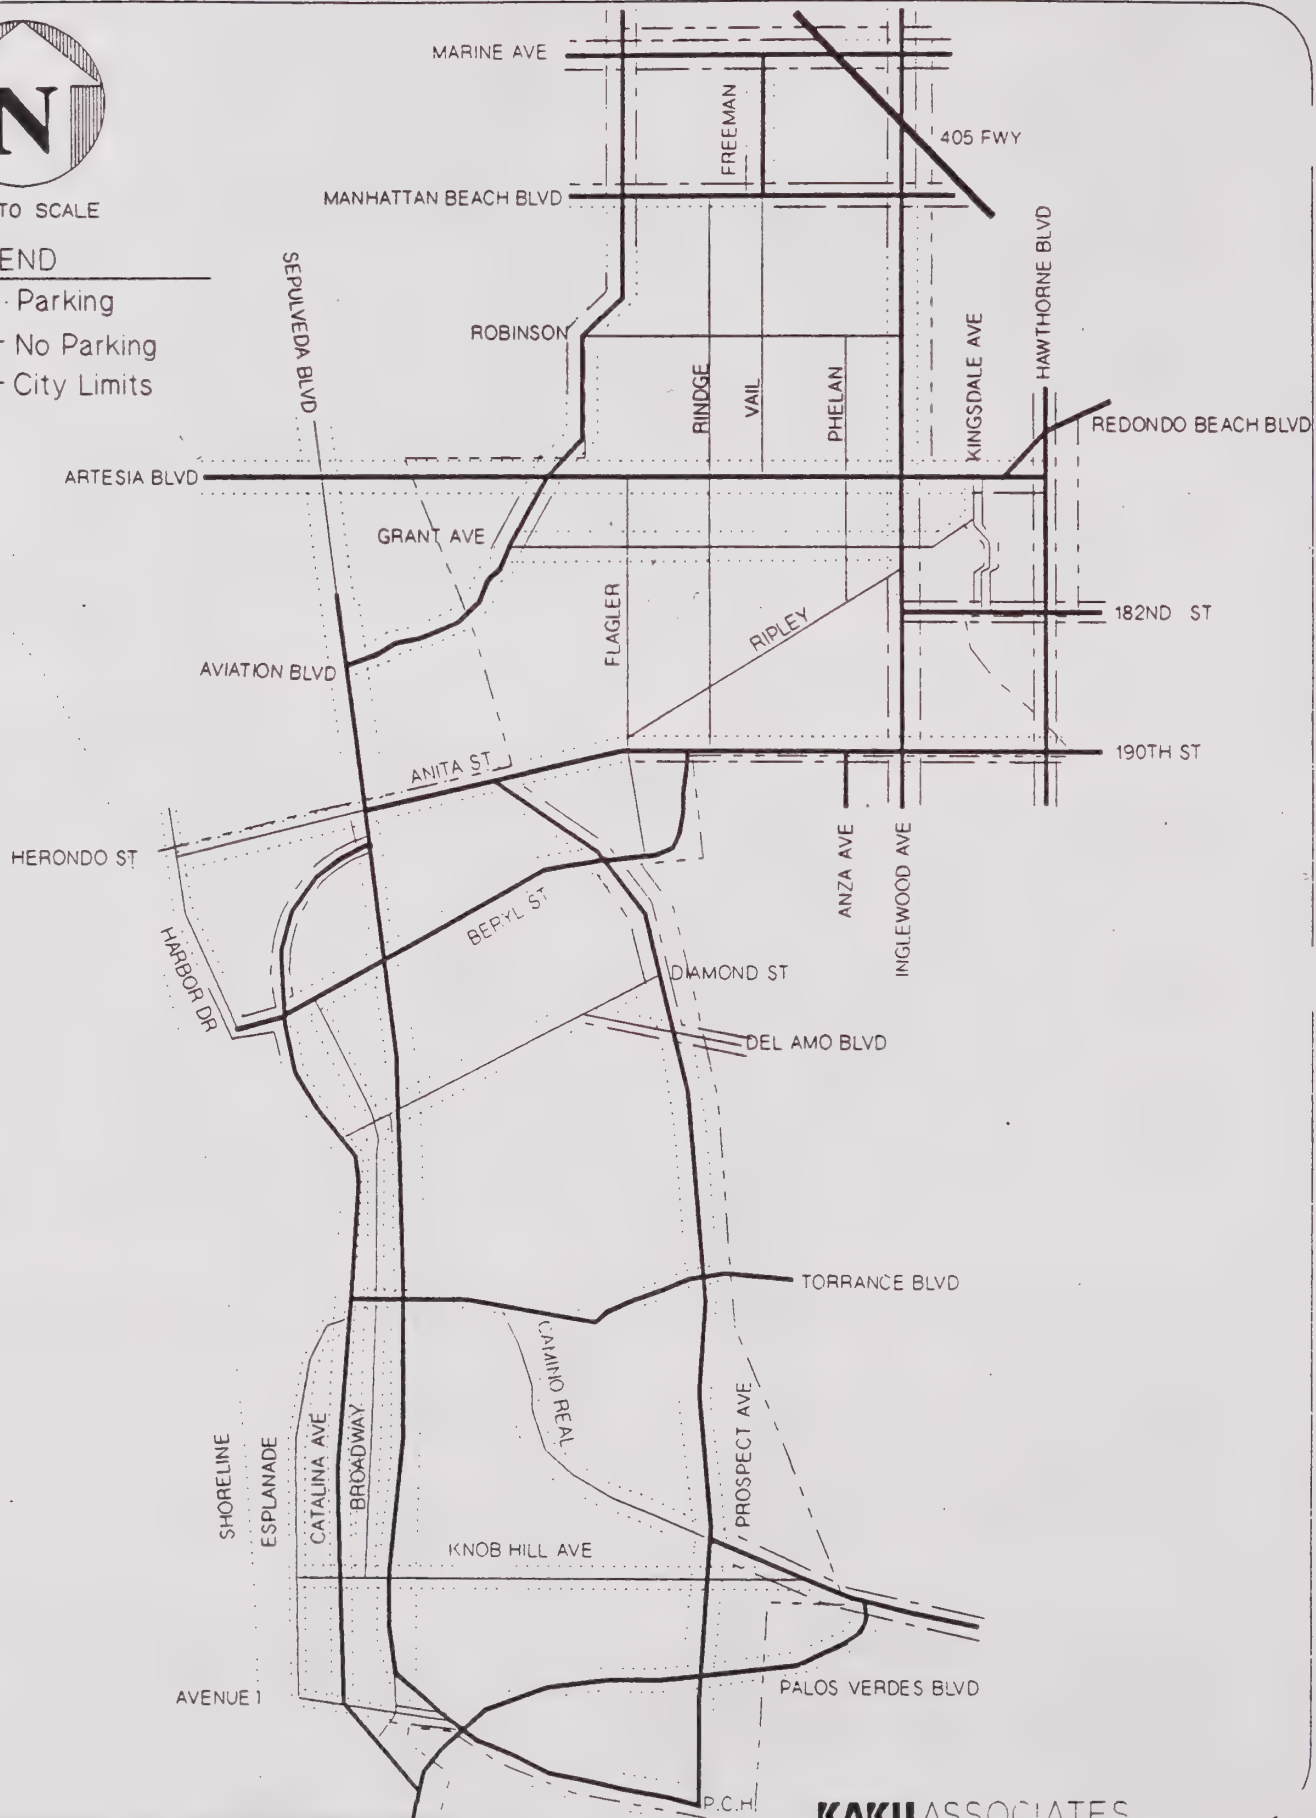 MARINE AVE
N
FREEMAN
405 FWY
TO SCALE
MANHATTAN BEACH BLVD
END
Parking
No Parking
City Limits
SEPULVEDA BLVD
HAWTHORNE BLVD
ROBINSON
KINGSDALE AVE
RINDGE
VAIL
PHELAN
REDONDO BEACH BLVD
ARTESIA BLVD
GRANT AVE
FLAGLER
RIPLEY
182ND ST
AVIATION BLVD
ANITA ST
190TH ST
HERONDO ST
ANZA AVE
INGLEWOOD AVE
BERYL ST
HARBOR DR
DIAMOND ST
DEL AMO BLVD
TORRANCE BLVD
CAMINO REAL
SHORELINE
ESPLANADE
CATALINA AVE
BROADWAY
PROSPECT AVE
KNOB HILL AVE
AVENUE I
PALOS VERDES BLVD
P.C.H.
KAKU ASSOCIATES